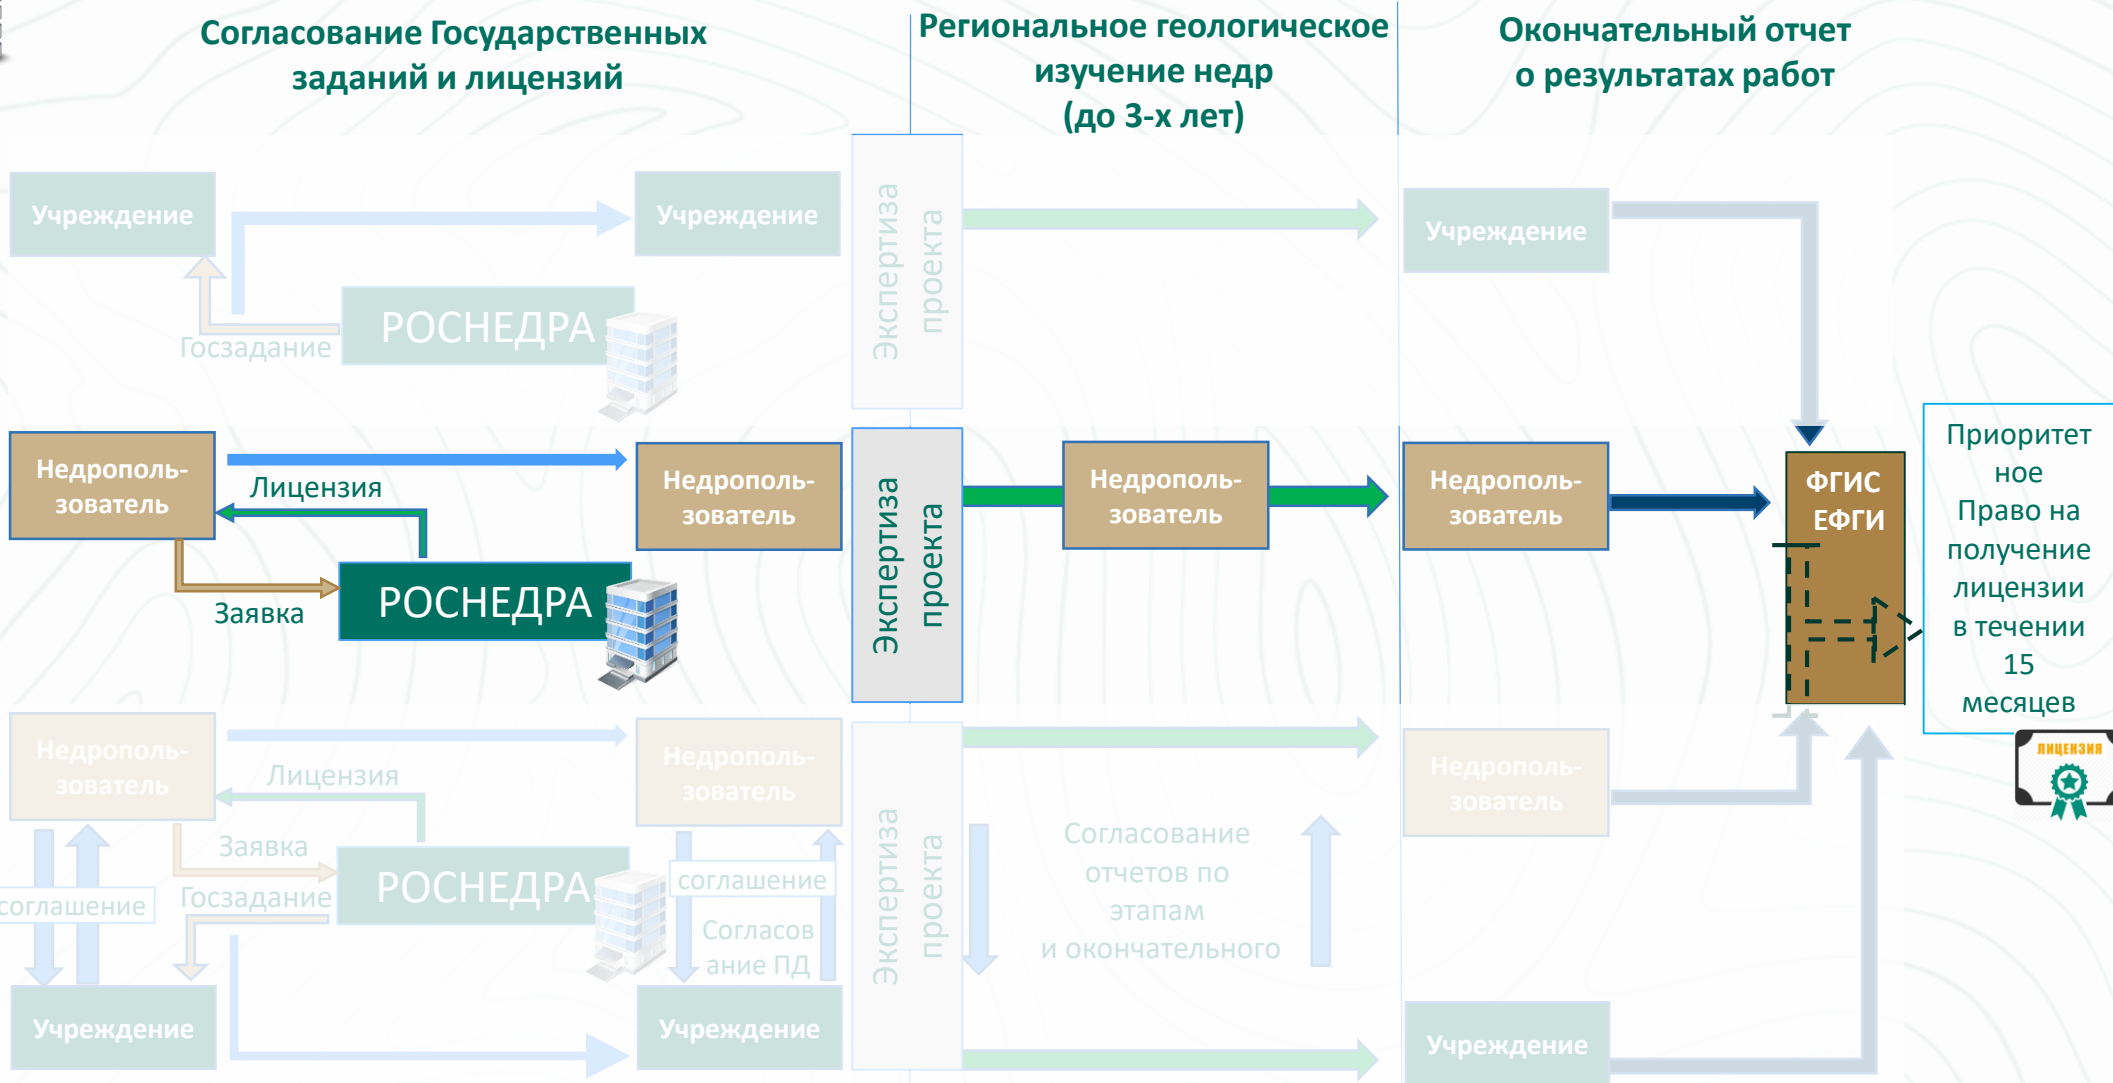 Согласование Государственных
заданий и лицензий
Региональное геологическое
изучение недр
(до 3-х лет)
Окончательный отчет
о результатах работ
Учреждение
Учреждение
Экспертиза
проекта
Учреждение
РОСНЕДРА
Госзадание
Недрополь-
зователь
Лицензия
Заявка
РОСНЕДРА
Недрополь-
зователь
Экспертиза
проекта
Недрополь-
зователь
Недрополь-
зователь
ФГИС
ЕФГИ
Приоритет
ное
Право на
получение
лицензии
в течении
15
месяцев
ЛИЦЕНЗИЯ
Недрополь-
зователь
Лицензия
Заявка
Госзадание
РОСНЕДРА
соглашение
Недрополь-
зователь
соглашение
Согласов
ание ПД
Экспертиза
проекта
Согласование
отчетов по
этапам
и окончательного
Недрополь-
зователь
Учреждение
Учреждение
Учреждение